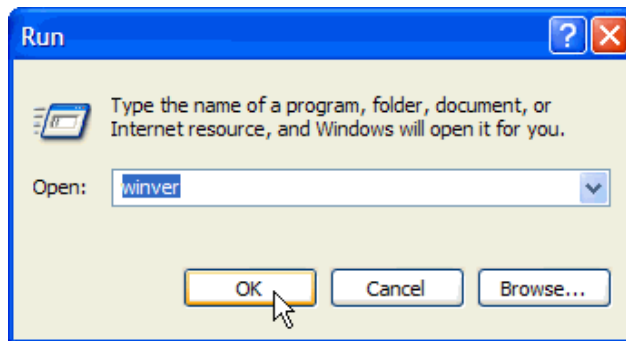 Run
Type the name of a program, folder, document, or
Internet resource, and Windows will open it for you.
Open: winver
OK Cancel Browse...